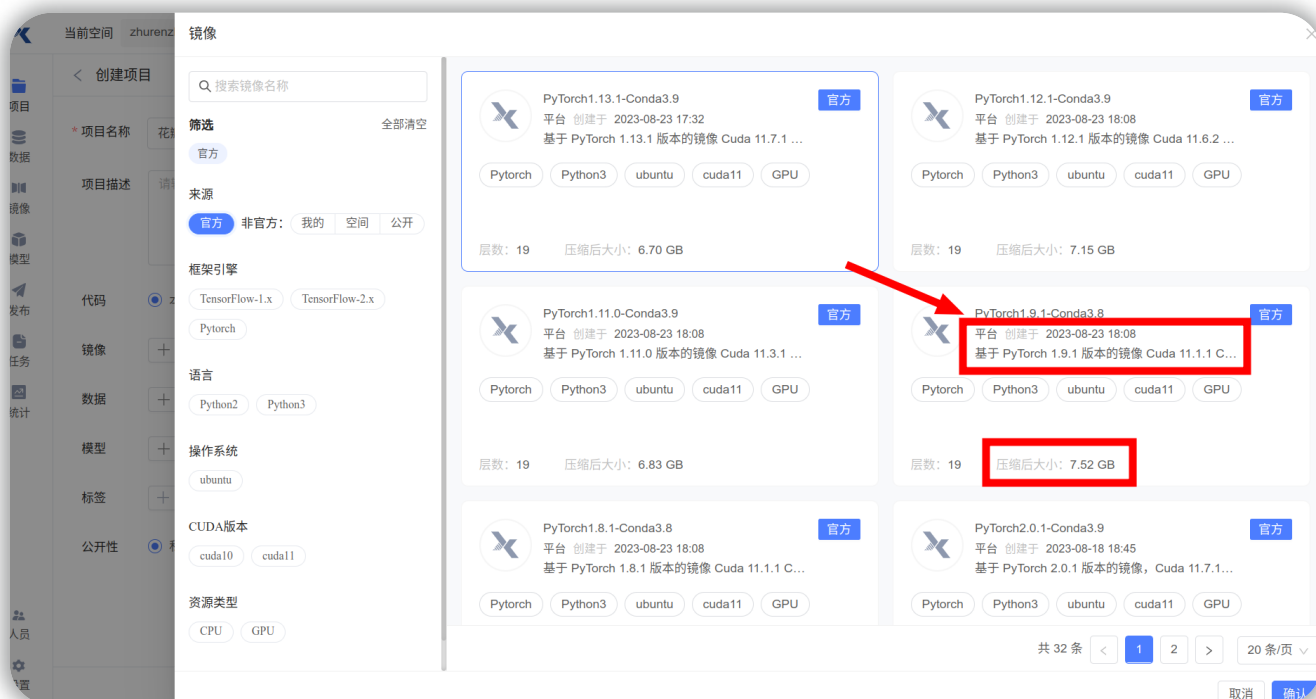 当前空间 zhurenz
镜像
项目
数据
镜像
模型
发布
任务
统计
人员
设置
创建项目
* 项目名称
项目描述
代码
镜像
数据
模型
标签
公开性
搜索镜像名称
筛选 全部清空
官方
来源
官方 非官方： 我的 空间 公开
框架引擎
TensorFlow-1.x TensorFlow-2.x
Pytorch
语言
Python2 Python3
操作系统
ubuntu
CUDA版本
cuda10 cuda11
资源类型
CPU GPU
PyTorch1.13.1-Conda3.9 官方
平台 创建于 2023-08-23 17:32
基于 PyTorch 1.13.1 版本的镜像 Cuda 11.7.1 ...
Pytorch Python3 ubuntu cuda11 GPU
层数： 19 压缩后大小： 6.70 GB
PyTorch1.12.1-Conda3.9 官方
平台 创建于 2023-08-23 18:08
基于 PyTorch 1.12.1 版本的镜像 Cuda 11.6.2 ...
Pytorch Python3 ubuntu cuda11 GPU
层数： 19 压缩后大小： 7.15 GB
PyTorch1.11.0-Conda3.9 官方
平台 创建于 2023-08-23 18:08
基于 PyTorch 1.11.0 版本的镜像 Cuda 11.3.1 ...
Pytorch Python3 ubuntu cuda11 GPU
层数： 19 压缩后大小： 6.83 GB
PyTorch1.9.1-Conda3.8 官方
平台 创建于 2023-08-23 18:08
基于 PyTorch 1.9.1 版本的镜像 Cuda 11.1.1 C...
Pytorch Python3 ubuntu cuda11 GPU
层数： 19 压缩后大小： 7.52 GB
PyTorch1.8.1-Conda3.8 官方
平台 创建于 2023-08-23 18:08
基于 PyTorch 1.8.1 版本的镜像 Cuda 11.1.1 C...
Pytorch Python3 ubuntu cuda11 GPU
PyTorch2.0.1-Conda3.9 官方
平台 创建于 2023-08-18 18:45
基于 PyTorch 2.0.1 版本的镜像，Cuda 11.7.1...
Pytorch Python3 ubuntu cuda11 GPU
共 32 条 < 1 2 > 20 条/页
取消 确认